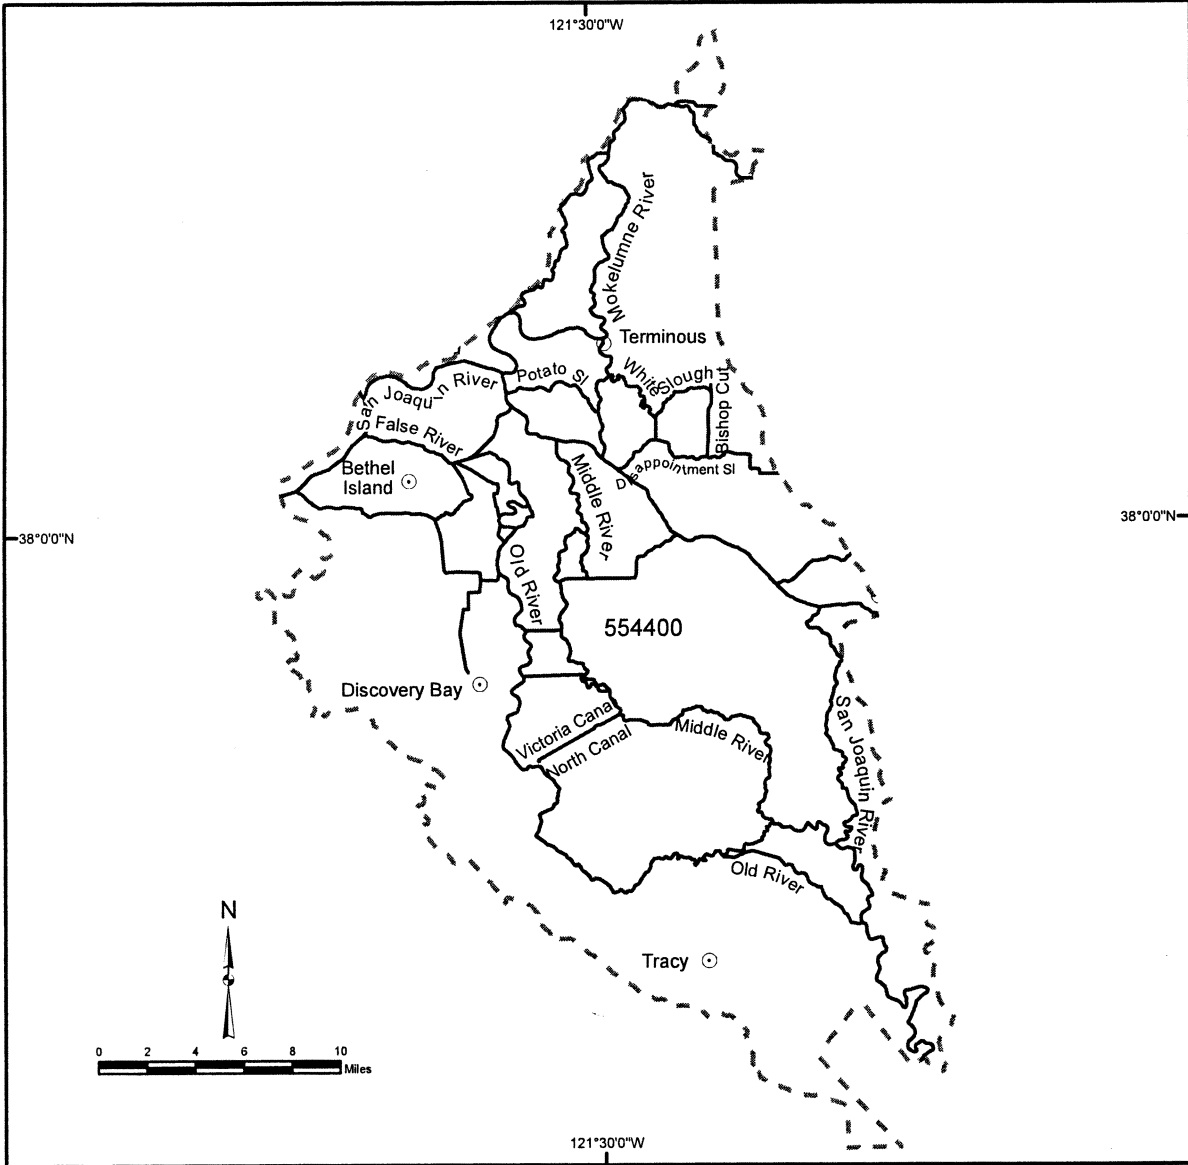 121°30'0"W
Mokelumne River
Terminous
White Slough
Potato Sl
San Joaquin River
Bishop Cut
False River
Disappointment Sl
Bethel
Island
Middle River
38°0'0"N
38°0'0"N
Old River
554400
Discovery Bay
Victoria Canal
North Canal
Middle River
San Joaquin River
Old River
N
Tracy
0 2 4 6 8 10
Miles
121°30'0"W